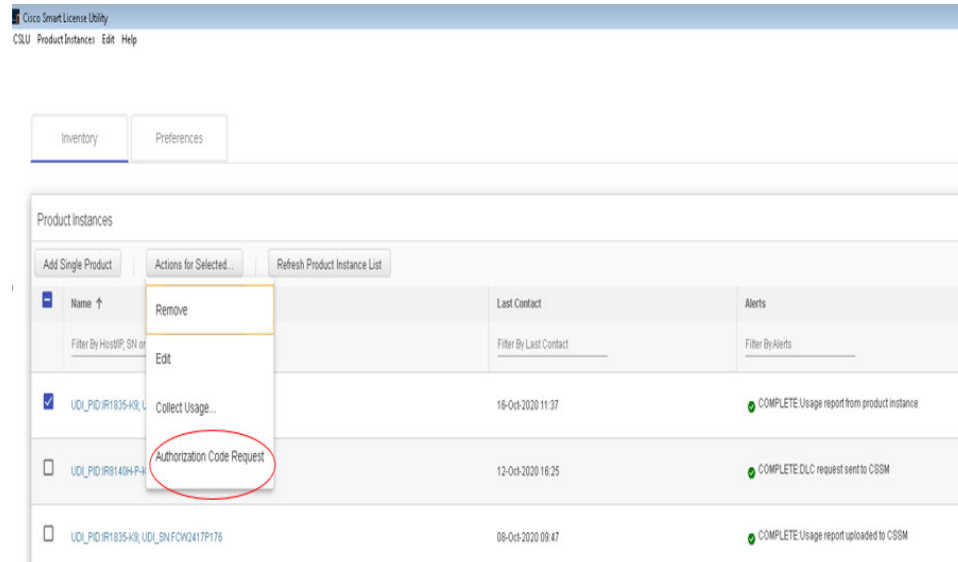 Cisco Smart License Utility
CSLU Product Instances Edit Help
Inventory Preferences
Product Instances
Add Single Product Actions for Selected... Refresh Product Instance List
Name ↑ Last Contact Alerts
Remove
Filter By Host/IP, SN or Filter By Last Contact Filter By Alerts
Edit
UDI_PID:IR1835-K9; U 16-Oct-2020 11:37 COMPLETE:Usage report from product instance
Collect Usage...
Authorization Code Request
UDI_PID:IR8140H-P-K 12-Oct-2020 16:25 COMPLETE:DLC request sent to CSSM
UDI_PID:IR1835-K9; UDI_SN:FCW2417P176 08-Oct-2020 09:47 COMPLETE:Usage report uploaded to CSSM